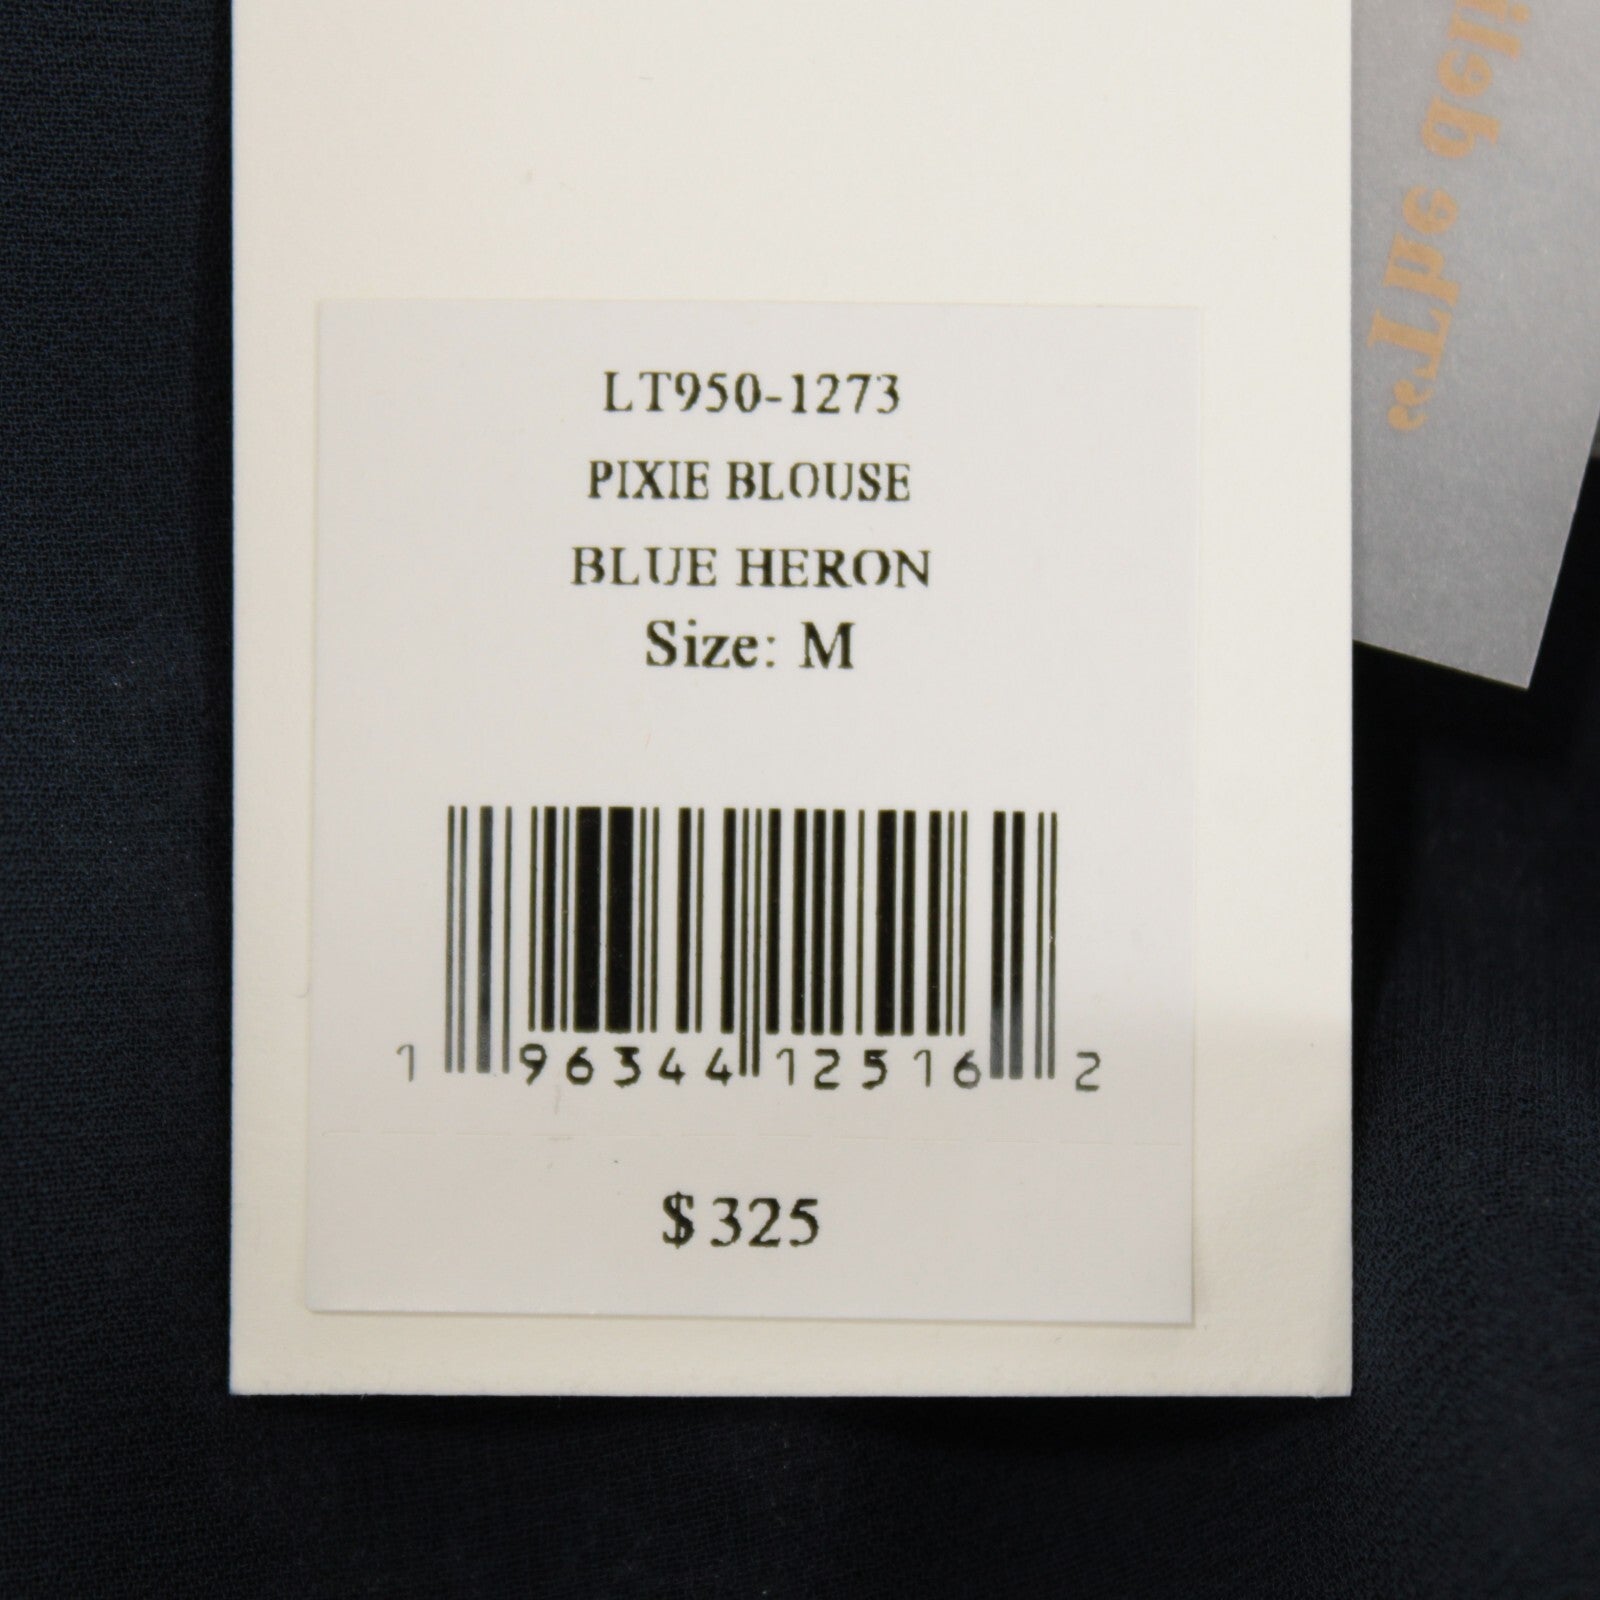 LT950-1273
PIXIE BLOUSE
BLUE HERON
Size: M
1 96344 12516 2
$325